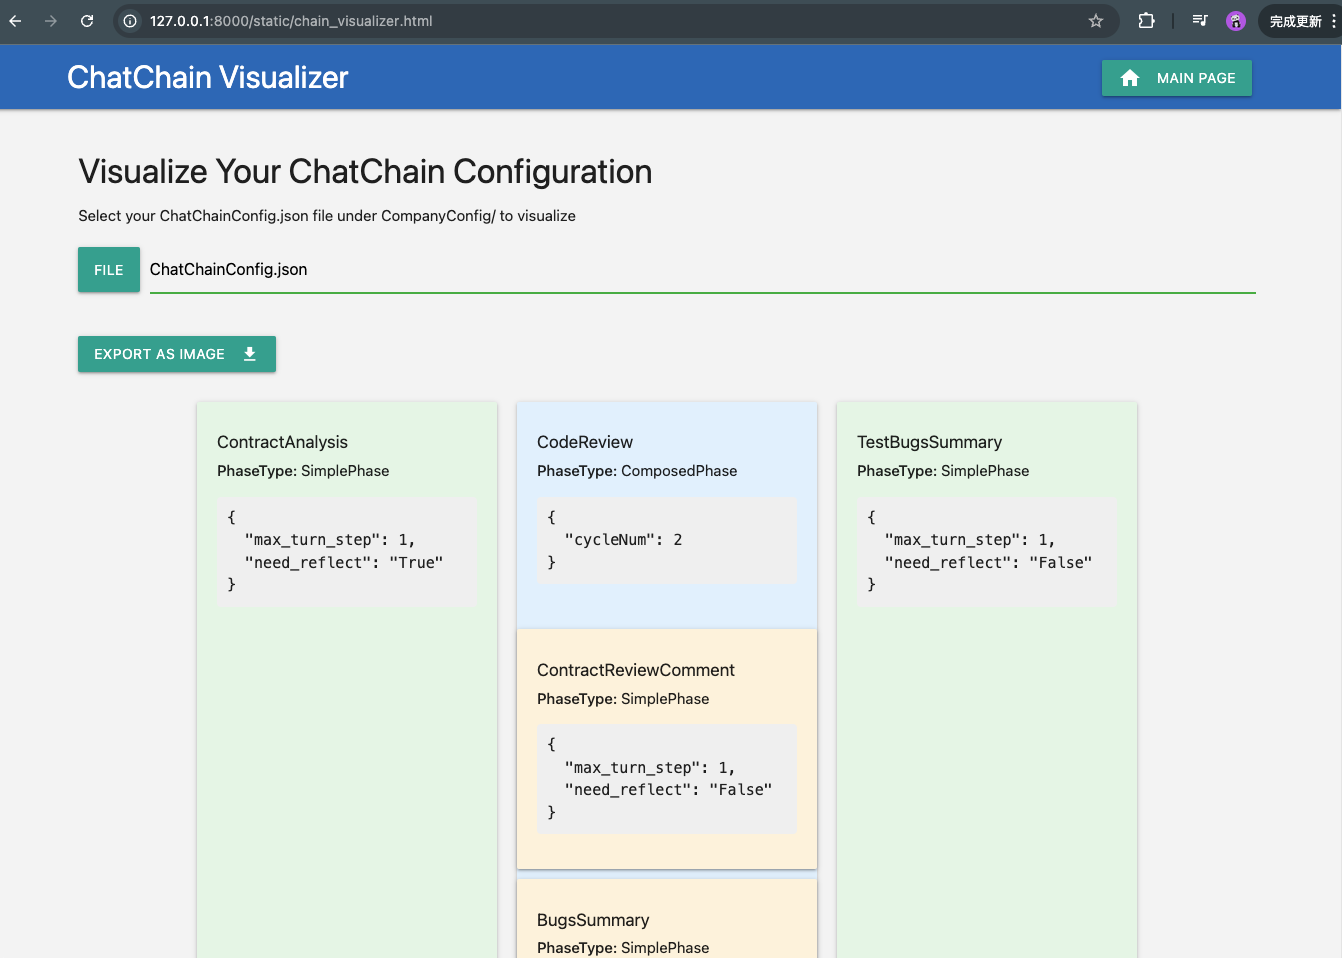 127.0.0.1:8000/static/chain_visualizer.html
完成更新
ChatChain Visualizer
MAIN PAGE
Visualize Your ChatChain Configuration
Select your ChatChainConfig.json file under CompanyConfig/ to visualize
FILE
ChatChainConfig.json
EXPORT AS IMAGE
ContractAnalysis
PhaseType: SimplePhase
{
"max_turn_step": 1,
"need_reflect": "True"
}
CodeReview
PhaseType: ComposedPhase
{
"cycleNum": 2
}
ContractReviewComment
PhaseType: SimplePhase
{
"max_turn_step": 1,
"need_reflect": "False"
}
BugsSummary
PhaseType: SimplePhase
TestBugsSummary
PhaseType: SimplePhase
{
"max_turn_step": 1,
"need_reflect": "False"
}